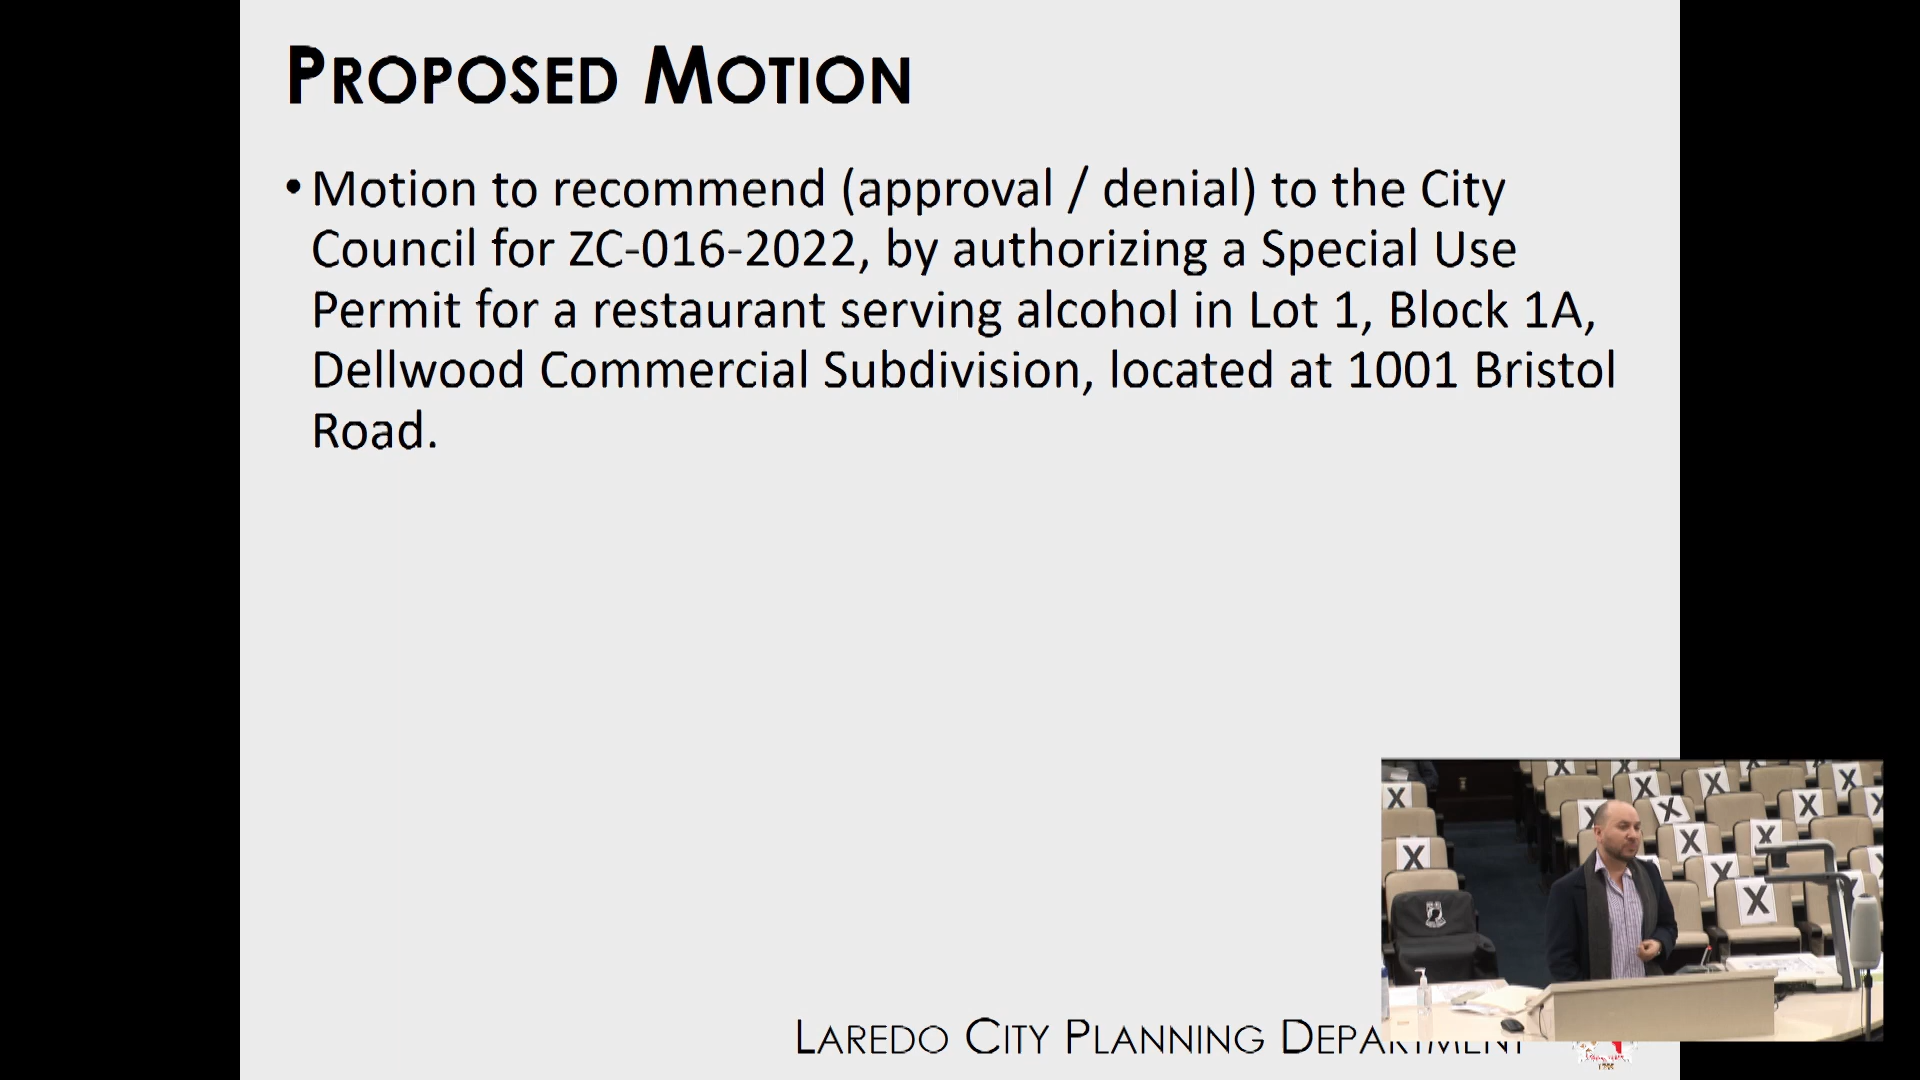 PROPOSED MOTION
• Motion to recommend (approval / denial) to the City
Council for ZC-016-2022, by authorizing a Special Use
Permit for a restaurant serving alcohol in Lot 1, Block 1A,
Dellwood Commercial Subdivision, located at 1001 Bristol
Road.
X X X X X X X
X X X X X X
X X X X
X X
LAREDO CITY PLANNING DEPARTMENT